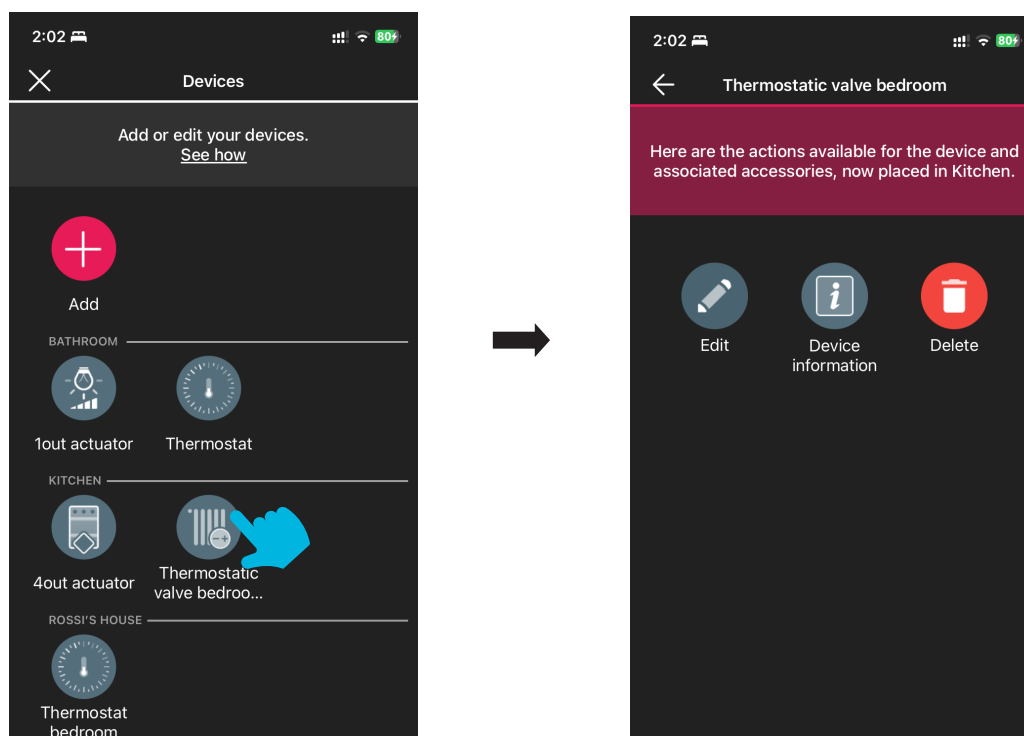 2:02
80
Devices
Add or edit your devices.
See how
Add
BATHROOM
1out actuator
Thermostat
KITCHEN
4out actuator
Thermostatic
valve bedroo...
ROSSI'S HOUSE
Thermostat
bedroom
2:02
80
Thermostatic valve bedroom
Here are the actions available for the device and
associated accessories, now placed in Kitchen.
Edit
Device
information
Delete